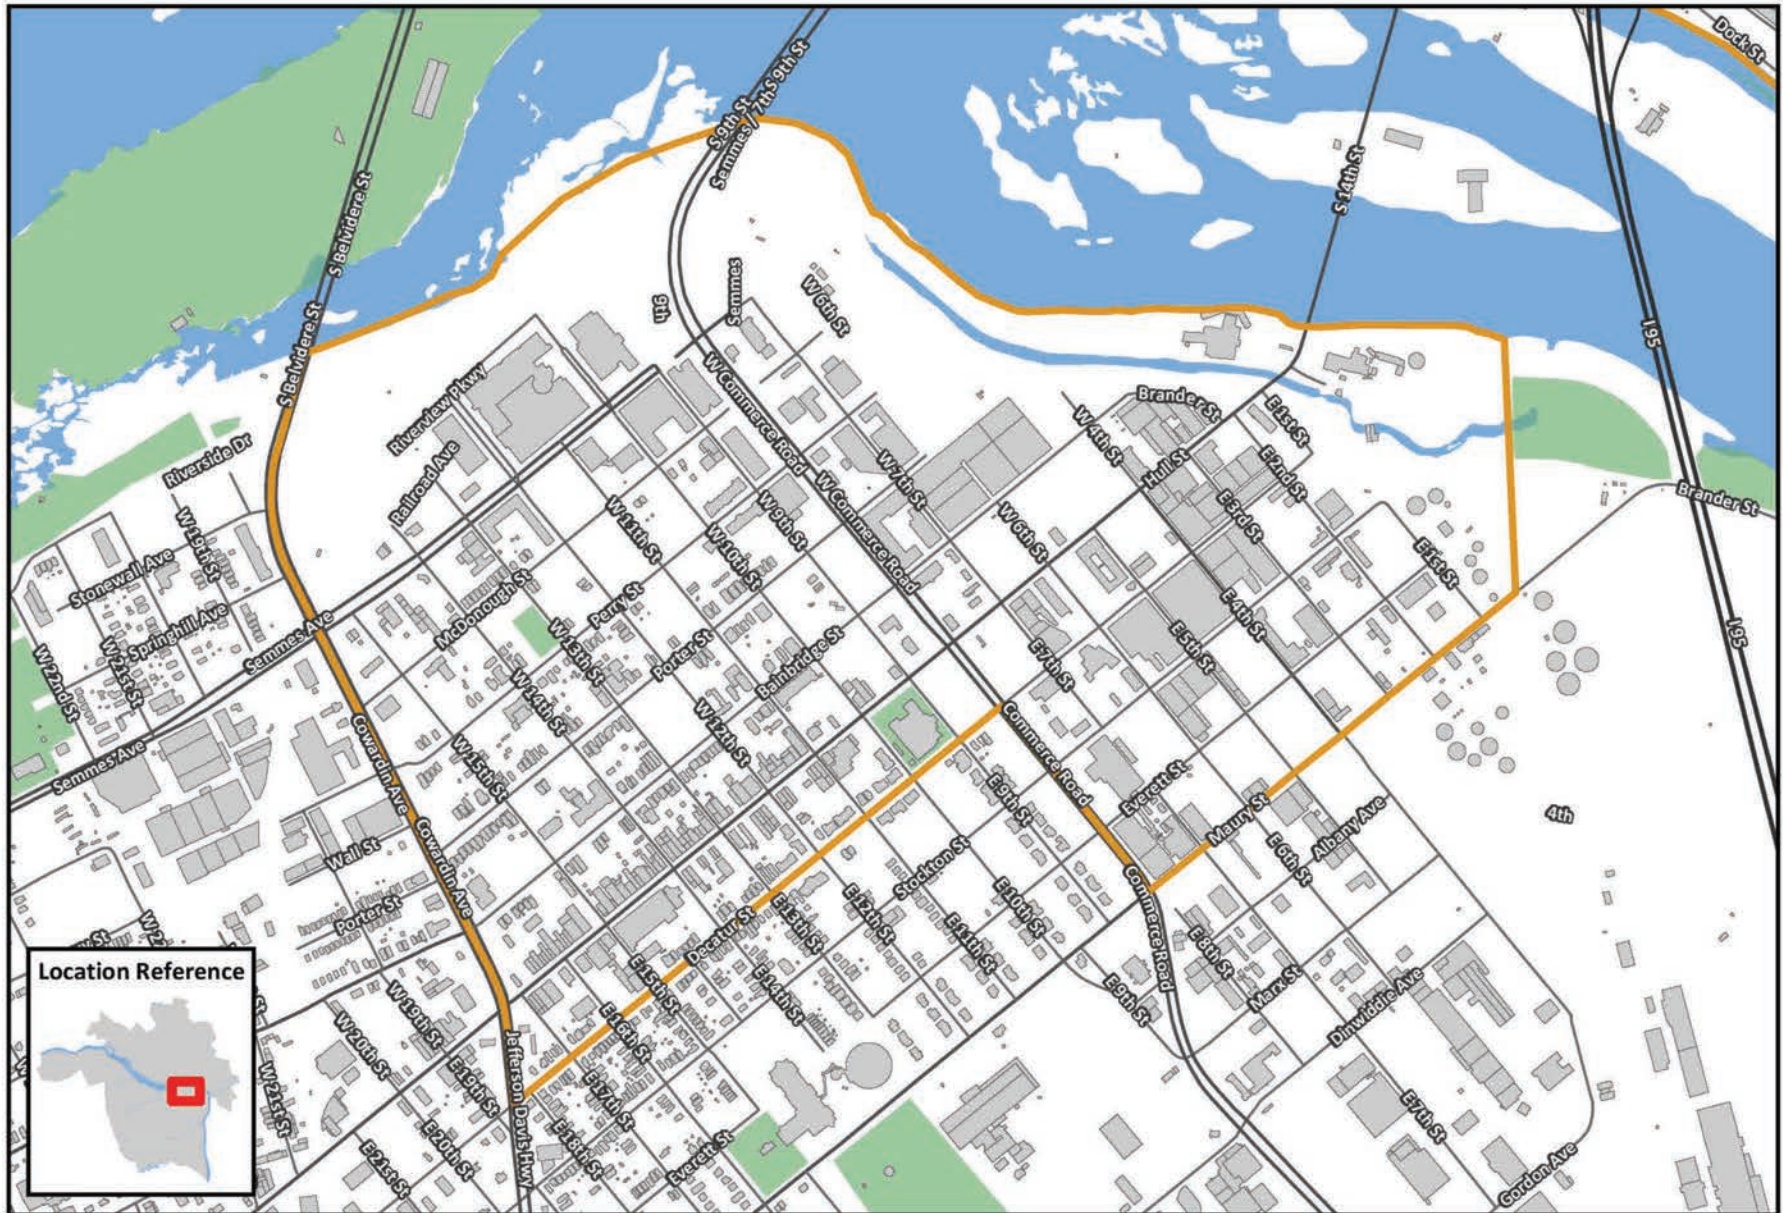 Dock St
S 9th St
S 9th St
Semmes / 7th
S 14th St
S Belvidere St
I 95
Semmes
W 6th St
9th
S Belvidere St
W Commerce Road
Riverview Pkwy
Brander St
E 1st St
W 4th St
Riverside Dr
Railroad Ave
Hull St
E 2nd St
W 7th St
Brander St
W Commerce Road
E 3rd St
W 9th St
W 11th St
W 6th St
W 19th St
W 10th St
E 1st St
Stonewall Ave
McDonough St
Perry St
E 4th St
Springhill Ave
Semmes Ave
I 95
W 13th St
Porter St
Bainbridge St
E 5th St
W 21st St
E 7th St
W 22nd St
W 14th St
W 12th St
Cowardin Ave
Commerce Road
Semmes Ave
W 15th St
Everett St
E 9th St
Maury St
4th
Albany Ave
Wall St
Cowardin Ave
E 6th St
Stockton St
Porter St
E 12th St
E 10th St
Commerce Road
E 13th St
Decatur St
E 11th St
E 8th St
Location Reference
E 15th St
E 14th St
Marx St
E 9th St
Dinwiddie Ave
W 19th St
E 16th St
W 20th St
Jefferson Davis Hwy
E 19th St
E 17th St
W 21st St
E 7th St
E 20th St
E 18th St
Everett St
E 21st St
Gordon Ave